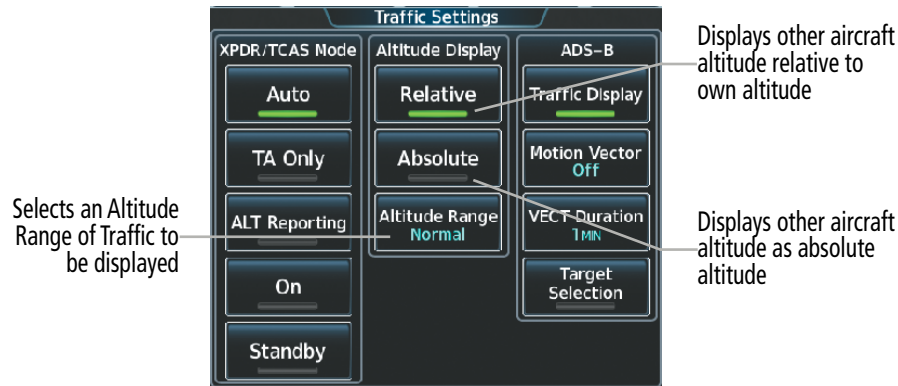 Traffic Settings
XPDR/TCAS Mode
Auto
TA Only
ALT Reporting
On
Standby
Altitude Display
Relative
Absolute
Altitude Range
Normal
ADS-B
Traffic Display
Motion Vector
Off
VECT Duration
1 MIN
Target
Selection
Selects an Altitude
Range of Traffic to
be displayed
Displays other aircraft
altitude relative to
own altitude
Displays other aircraft
altitude as absolute
altitude